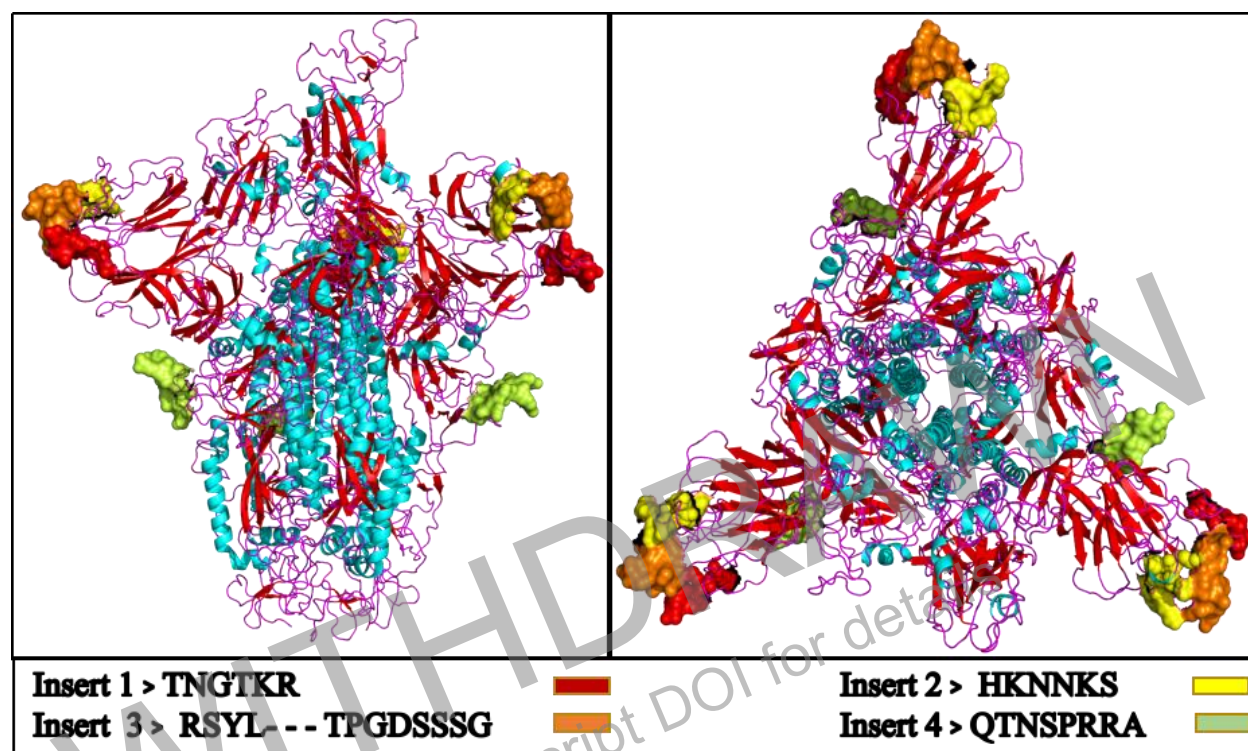 WITHDRAWN
script DOI for details
Insert 1 > TNGTKR
Insert 2 > HKNNKS
Insert 3 > RSYL- - - TPGDSSSG
Insert 4 > QTNSPRRA